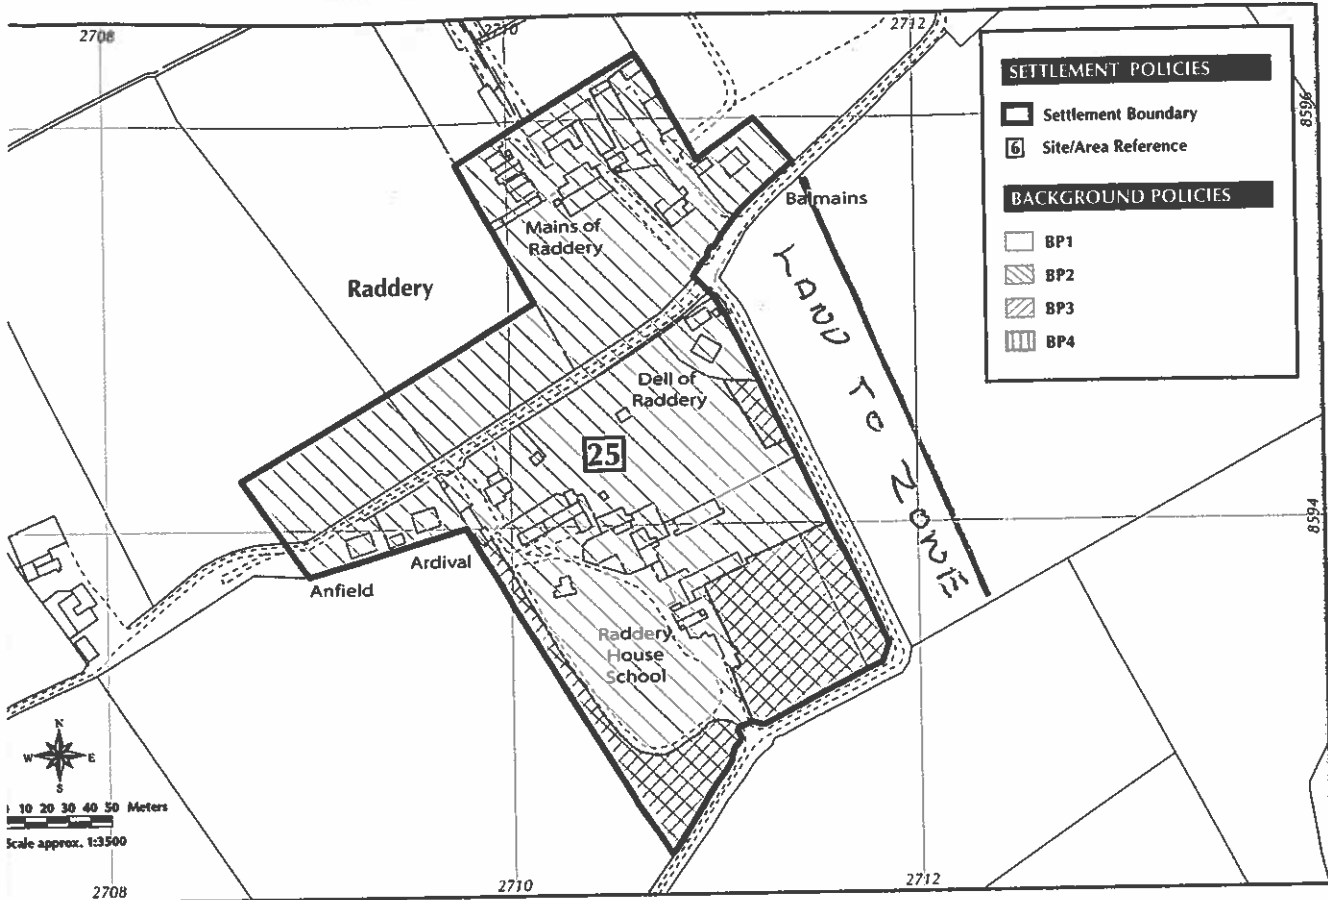 2708
2710
2712
8596
SETTLEMENT POLICIES
Settlement Boundary
6 Site/Area Reference
BACKGROUND POLICIES
BP1
BP2
BP3
BP4
Balmains
Mains of
Raddery
Raddery
LAND TO ZONE
Dell of
Raddery
25
8594
Ardival
Anfield
Raddery
House
School
N
W E
S
10 20 30 40 50 Meters
Scale approx. 1:3500
2708
2710
2712